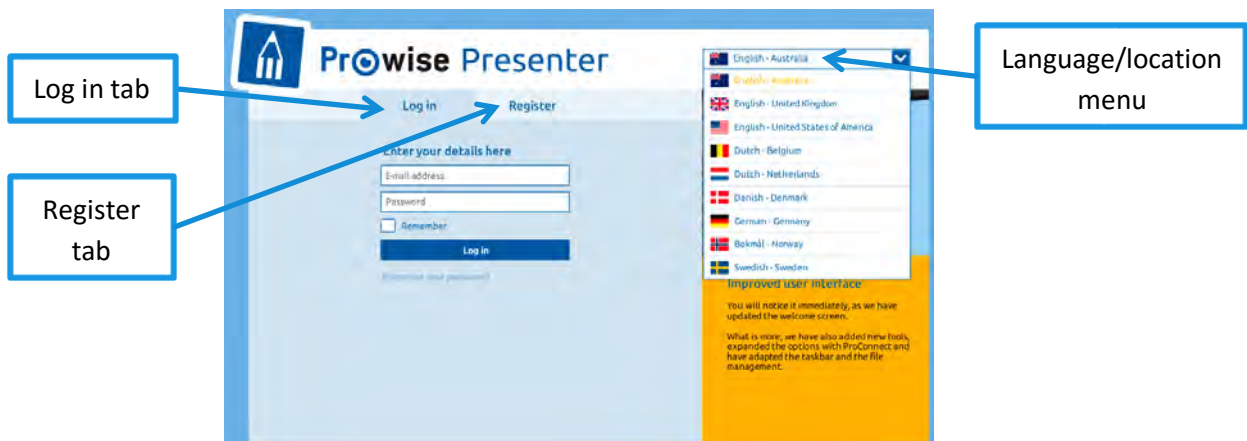 Prowise Presenter
Log in tab
Register
tab
Language/location
menu
Log in
Register
Enter your details here
E-mail address
Password
Remember
Log in
English - Australia
English - Australia
English - United Kingdom
English - United States of America
Dutch - Belgium
Dutch - Netherlands
Danish - Denmark
German - Germany
Bokmål - Norway
Swedish - Sweden
Improved user interface
You will notice it immediately, as we have
updated the welcome screen.
What is more, we have also added new tools,
expanded the options with ProConnect and
have adapted the taskbar and the file
management.